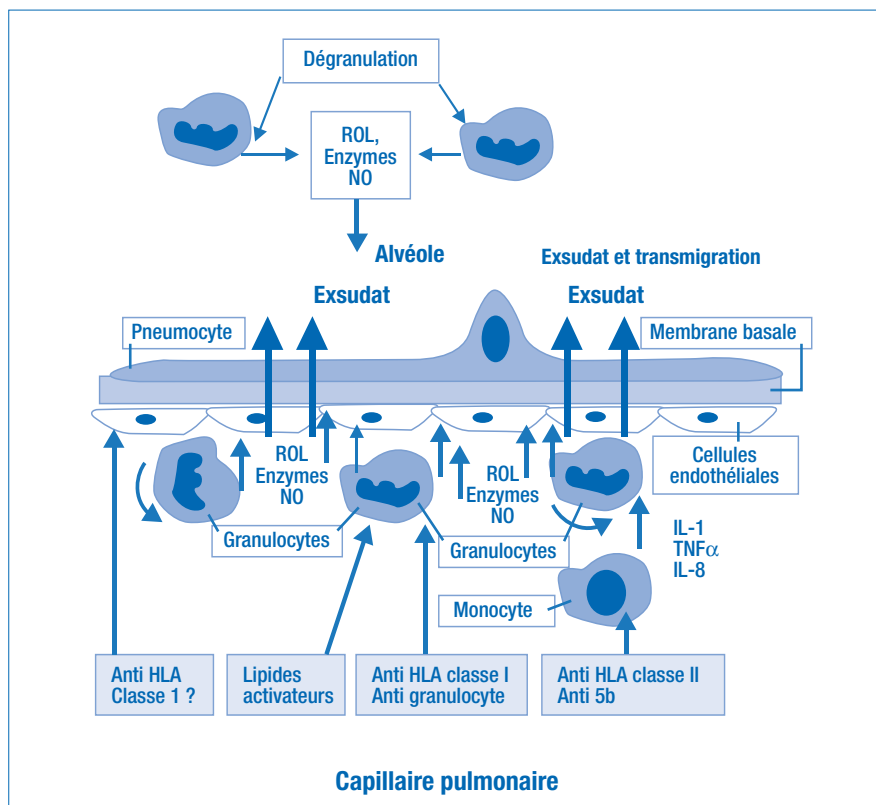 Dégranulation
ROL,
Enzymes
NO
Alvéole
Exsudat et transmigration
Exsudat
Exsudat
Pneumocyte
Membrane basale
ROL
Enzymes
NO
ROL
Enzymes
NO
Cellules
endothéliales
Granulocytes
Granulocytes
IL-1
TNFα
IL-8
Monocyte
Anti HLA
Classe 1 ?
Lipides
activateurs
Anti HLA classe I
Anti granulocyte
Anti HLA classe II
Anti 5b
Capillaire pulmonaire